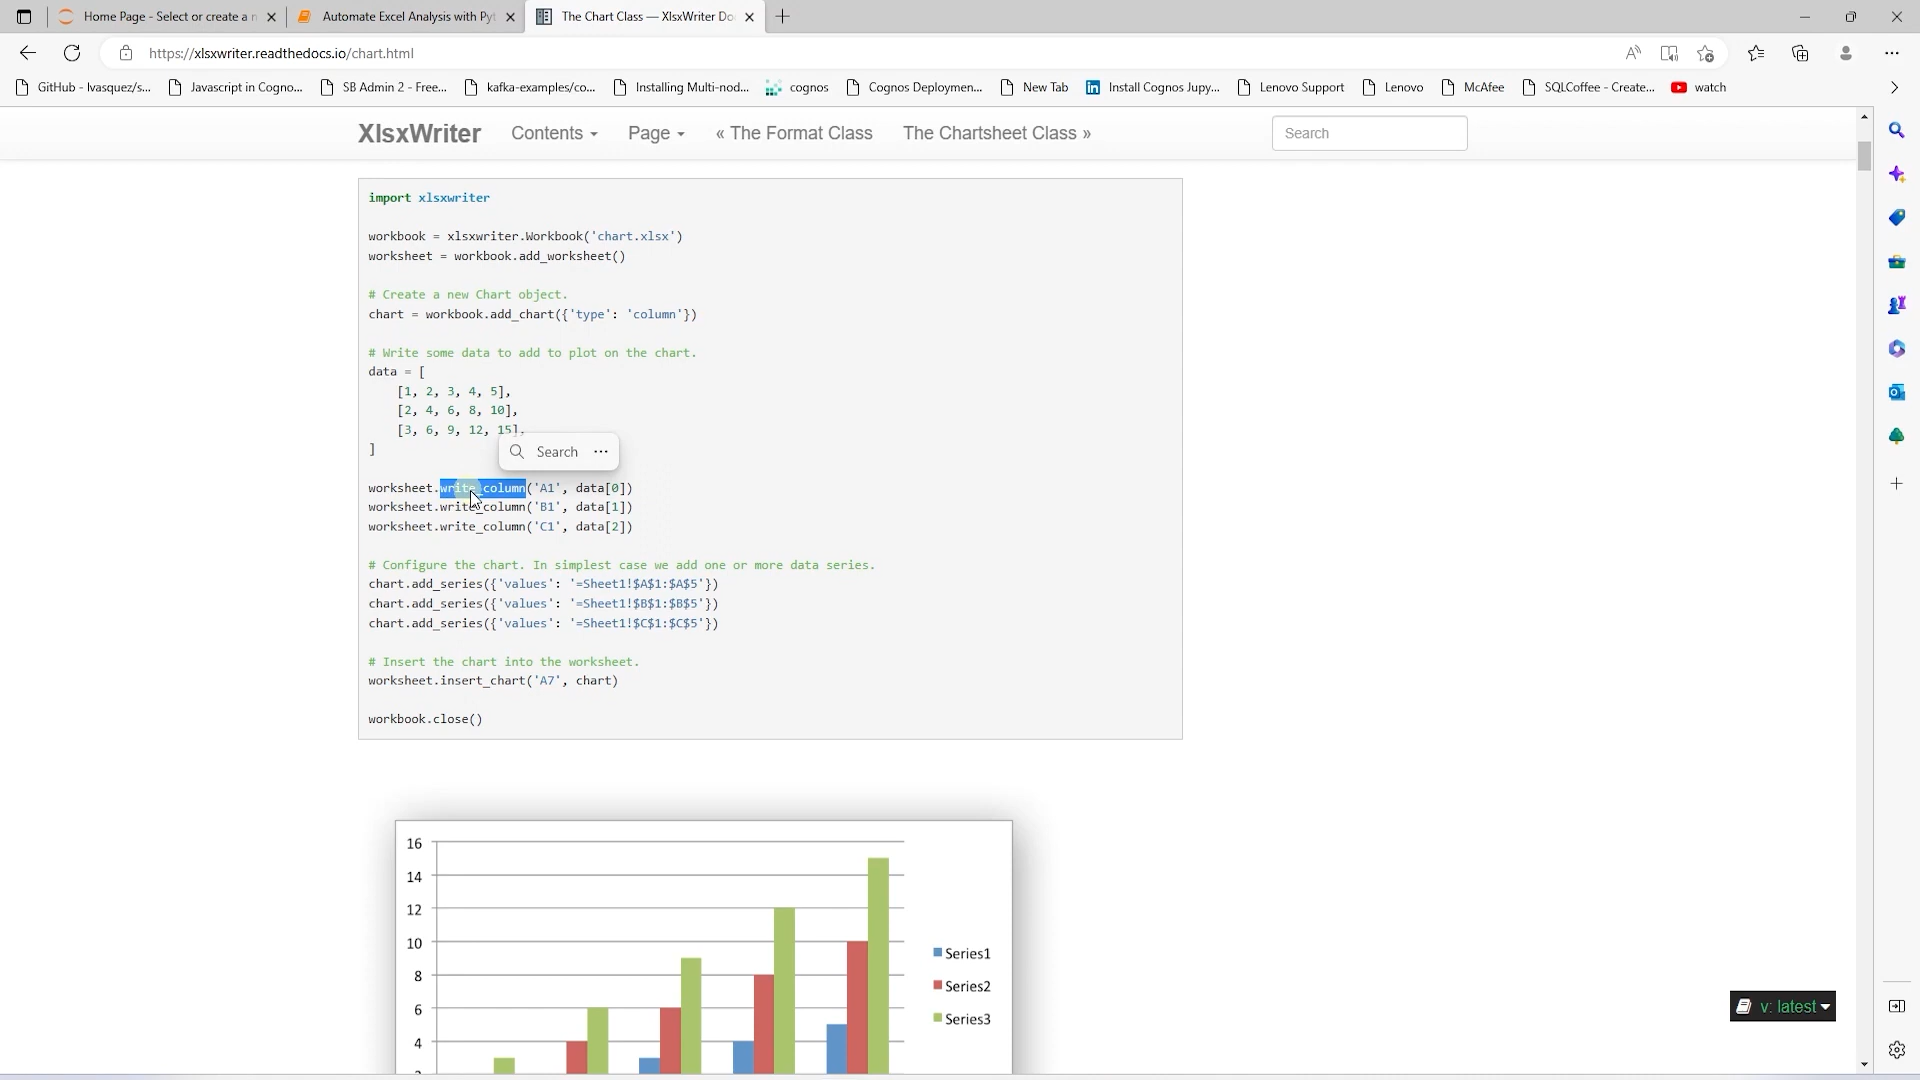 Home Page - Select or create a n
Automate Excel Analysis with Pyt
The Chart Class — XlsxWriter Do
https://xlsxwriter.readthedocs.io/chart.html
GitHub - lvasquez/s...
Javascript in Cogno...
SB Admin 2 - Free...
kafka-examples/co...
Installing Multi-nod...
cognos
Cognos Deploymen...
New Tab
Install Cognos Jupy...
Lenovo Support
Lenovo
McAfee
SQLCoffee - Create...
watch
XlsxWriter
Contents
Page
« The Format Class
The Chartsheet Class »
Search
import xlsxwriter
workbook = xlsxwriter.Workbook('chart.xlsx')
worksheet = workbook.add_worksheet()
# Create a new Chart object.
chart = workbook.add_chart({'type': 'column'})
# Write some data to add to plot on the chart.
data = [
[1, 2, 3, 4, 5],
[2, 4, 6, 8, 10],
[3, 6, 9, 12, 15],
]
Search
worksheet.write_column('A1', data[0])
worksheet.write_column('B1', data[1])
worksheet.write_column('C1', data[2])
# Configure the chart. In simplest case we add one or more data series.
chart.add_series({'values': '=Sheet1!$A$1:$A$5'})
chart.add_series({'values': '=Sheet1!$B$1:$B$5'})
chart.add_series({'values': '=Sheet1!$C$1:$C$5'})
# Insert the chart into the worksheet.
worksheet.insert_chart('A7', chart)
workbook.close()
16
14
12
10
8
6
4
Series1
Series2
Series3
v: latest